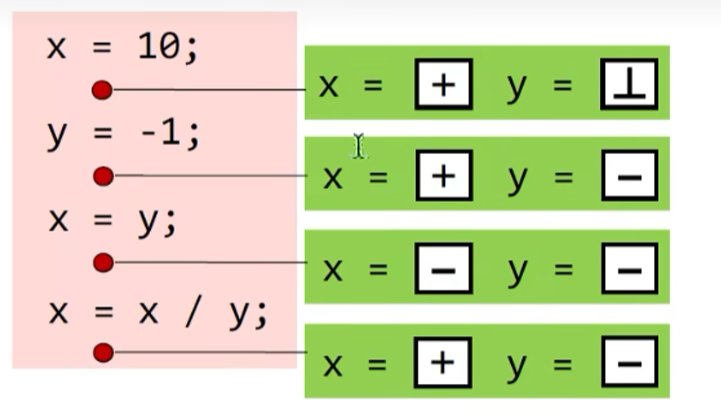 x = 10;
x = + y = ⊥
y = -1;
x = + y = −
x = y;
x = − y = −
x = x / y;
x = + y = −